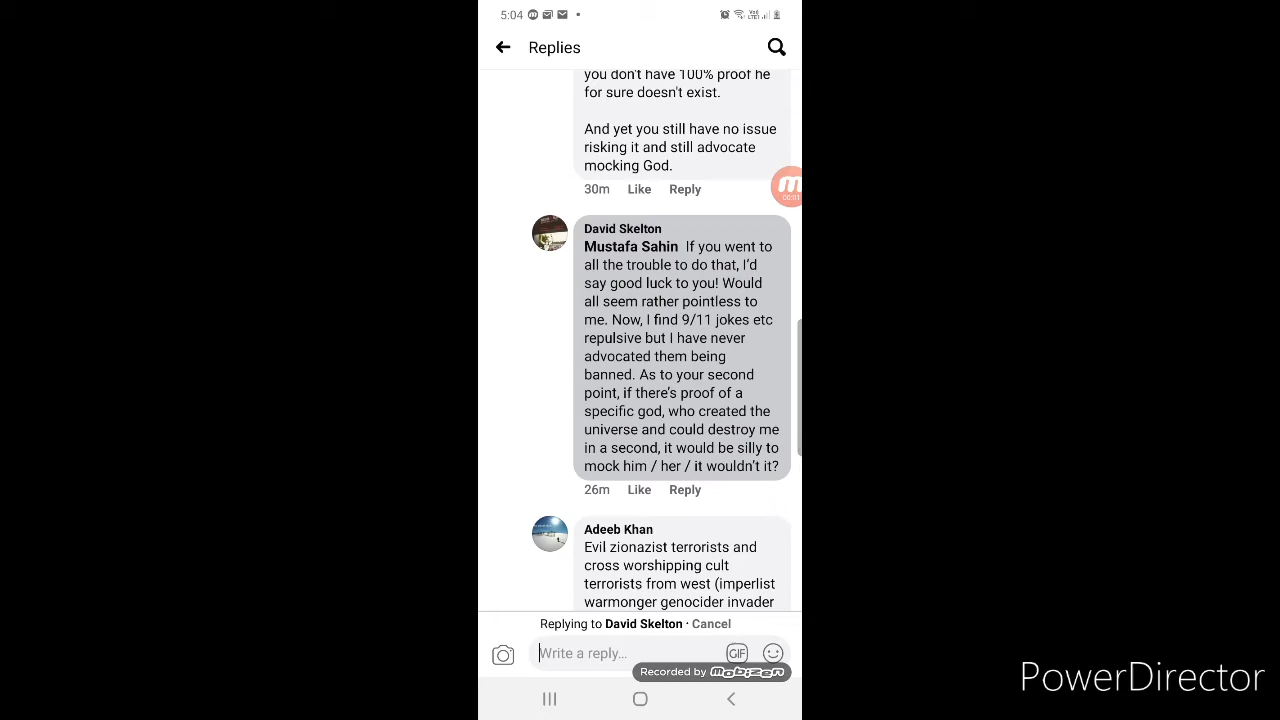 5:04
Replies
you don't have 100% proof he
for sure doesn't exist.
And yet you still have no issue
risking it and still advocate
mocking God.
30m Like Reply
00:01
David Skelton
Mustafa Sahin If you went to
all the trouble to do that, I'd
say good luck to you! Would
all seem rather pointless to
me. Now, I find 9/11 jokes etc
repulsive but I have never
advocated them being
banned. As to your second
point, if there's proof of a
specific god, who created the
universe and could destroy me
in a second, it would be silly to
mock him / her / it wouldn't it?
26m Like Reply
Adeeb Khan
Evil zionazist terrorists and
cross worshipping cult
terrorists from west (imperlist
warmonger genocider invader
Replying to David Skelton · Cancel
Write a reply...
GIF
Recorded by mobizen
PowerDirector